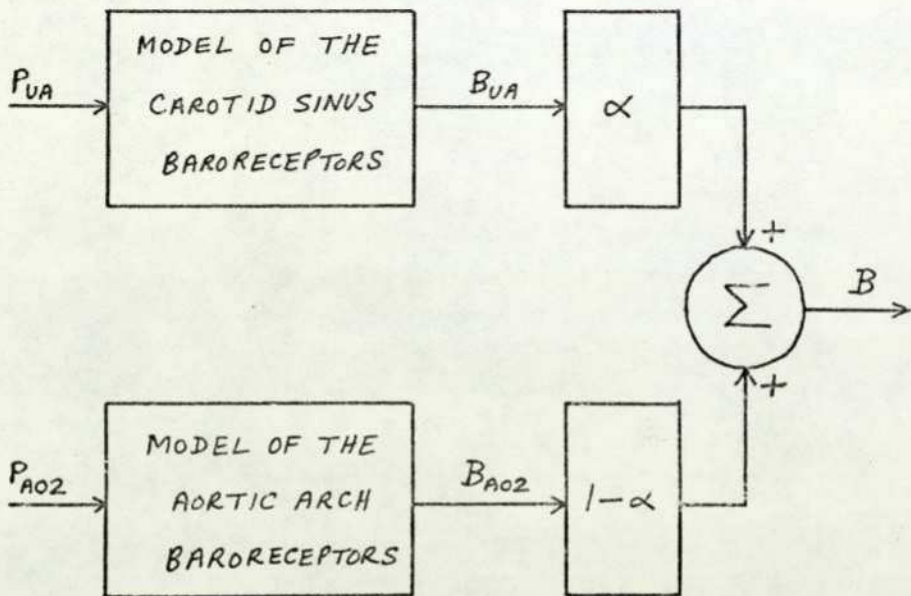 P_UA
MODEL OF THE
CAROTID SINUS
BARORECEPTORS
B_UA
α
+
Σ
B
+
P_AO2
MODEL OF THE
AORTIC ARCH
BARORECEPTORS
B_AO2
1-α